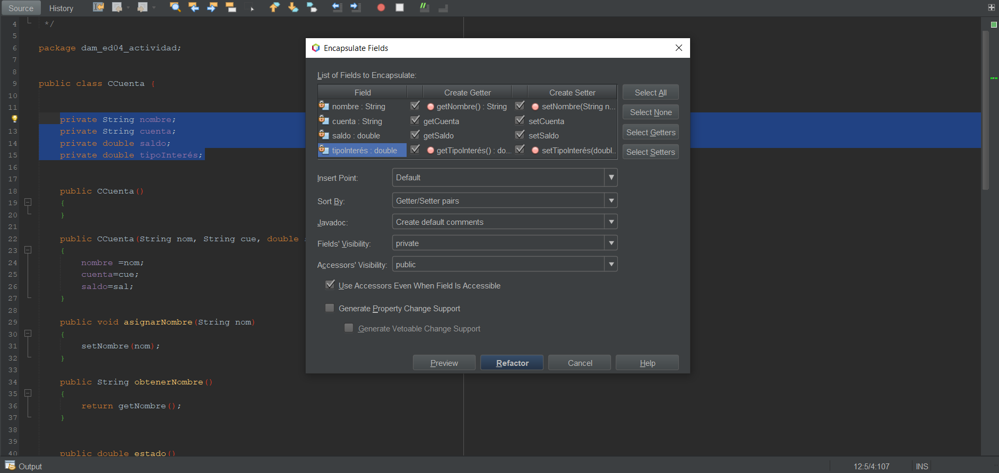 Source History
4 */
5
6 package dam_ed04_actividad;
7
8
9 public class CCuenta {
10
11
private String nombre;
13 private String cuenta;
14 private double saldo;
15 private double tipoInterés;
16
17
18 public CCuenta()
19 {
20 }
21
22 public CCuenta(String nom, String cue, double
23 {
24 nombre =nom;
25 cuenta=cue;
26 saldo=sal;
27 }
28
29 public void asignarNombre(String nom)
30 {
31 setNombre(nom);
32 }
33
34 public String obtenerNombre()
35 {
36 return getNombre();
37 }
38
39
40 public double estado()
Encapsulate Fields
List of Fields to Encapsulate:
Field Create Getter Create Setter
nombre : String getNombre() : String setNombre(String n...
cuenta : String getCuenta setCuenta
saldo : double getSaldo setSaldo
tipoInterés : double getTipoInterés() : do... setTipoInterés(doubl...
Select All
Select None
Select Getters
Select Setters
Insert Point: Default
Sort By: Getter/Setter pairs
Javadoc: Create default comments
Fields' Visibility: private
Accessors' Visibility: public
Use Accessors Even When Field Is Accessible
Generate Property Change Support
Generate Vetoable Change Support
Preview Refactor Cancel Help
Output 12:5/4:107 INS